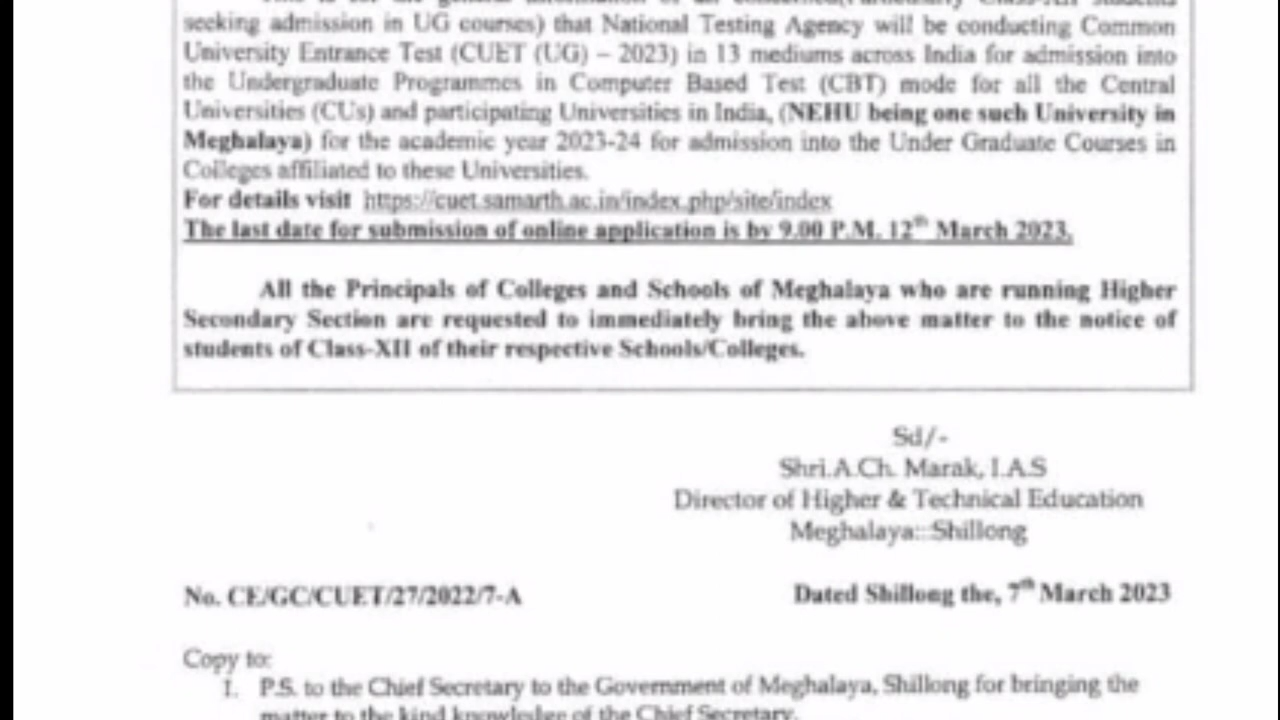 seeking admission in UG courses) that National Testing Agency will be conducting Common
University Entrance Test (CUET (UG) – 2023) in 13 mediums across India for admission into
the Undergraduate Programmes in Computer Based Test (CBT) mode for all the Central
Universities (CUs) and participating Universities in India, (NEHU being one such University in
Meghalaya) for the academic year 2023-24 for admission into the Under Graduate Courses in
Colleges affiliated to these Universities.
For details visit https://cuet.samarth.ac.in/index.php/site/index
The last date for submission of online application is by 9.00 P.M. 12th March 2023.
All the Principals of Colleges and Schools of Meghalaya who are running Higher
Secondary Section are requested to immediately bring the above matter to the notice of
students of Class-XII of their respective Schools/Colleges.
Sd/-
Shri.A.Ch. Marak, I.A.S
Director of Higher & Technical Education
Meghalaya::Shillong
No. CE/GC/CUET/27/2022/7-A
Dated Shillong the, 7th March 2023
Copy to:
1. P.S. to the Chief Secretary to the Government of Meghalaya, Shillong for bringing the
matter to the kind knowledge of the Chief Secretary.